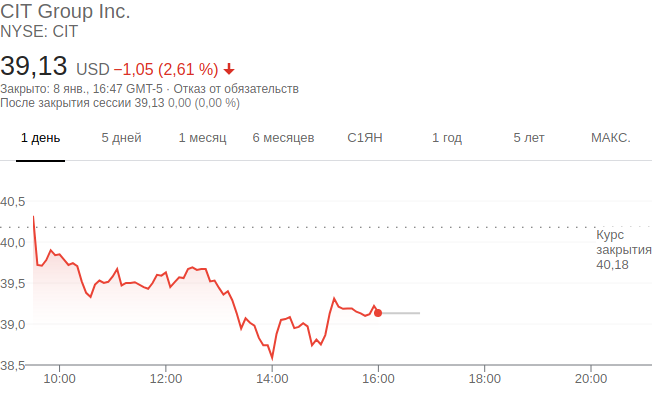 CIT Group Inc.
NYSE: CIT
39,13 USD −1,05 (2,61 %)
Закрыто: 8 янв., 16:47 GMT-5 · Отказ от обязательств
После закрытия сессии 39,13 0,00 (0,00 %)
1 день 5 дней 1 месяц 6 месяцев С1ЯН 1 год 5 лет МАКС.
40,5
40,0
39,5
39,0
38,5
Курс
закрытия
40,18
10:00 12:00 14:00 16:00 18:00 20:00